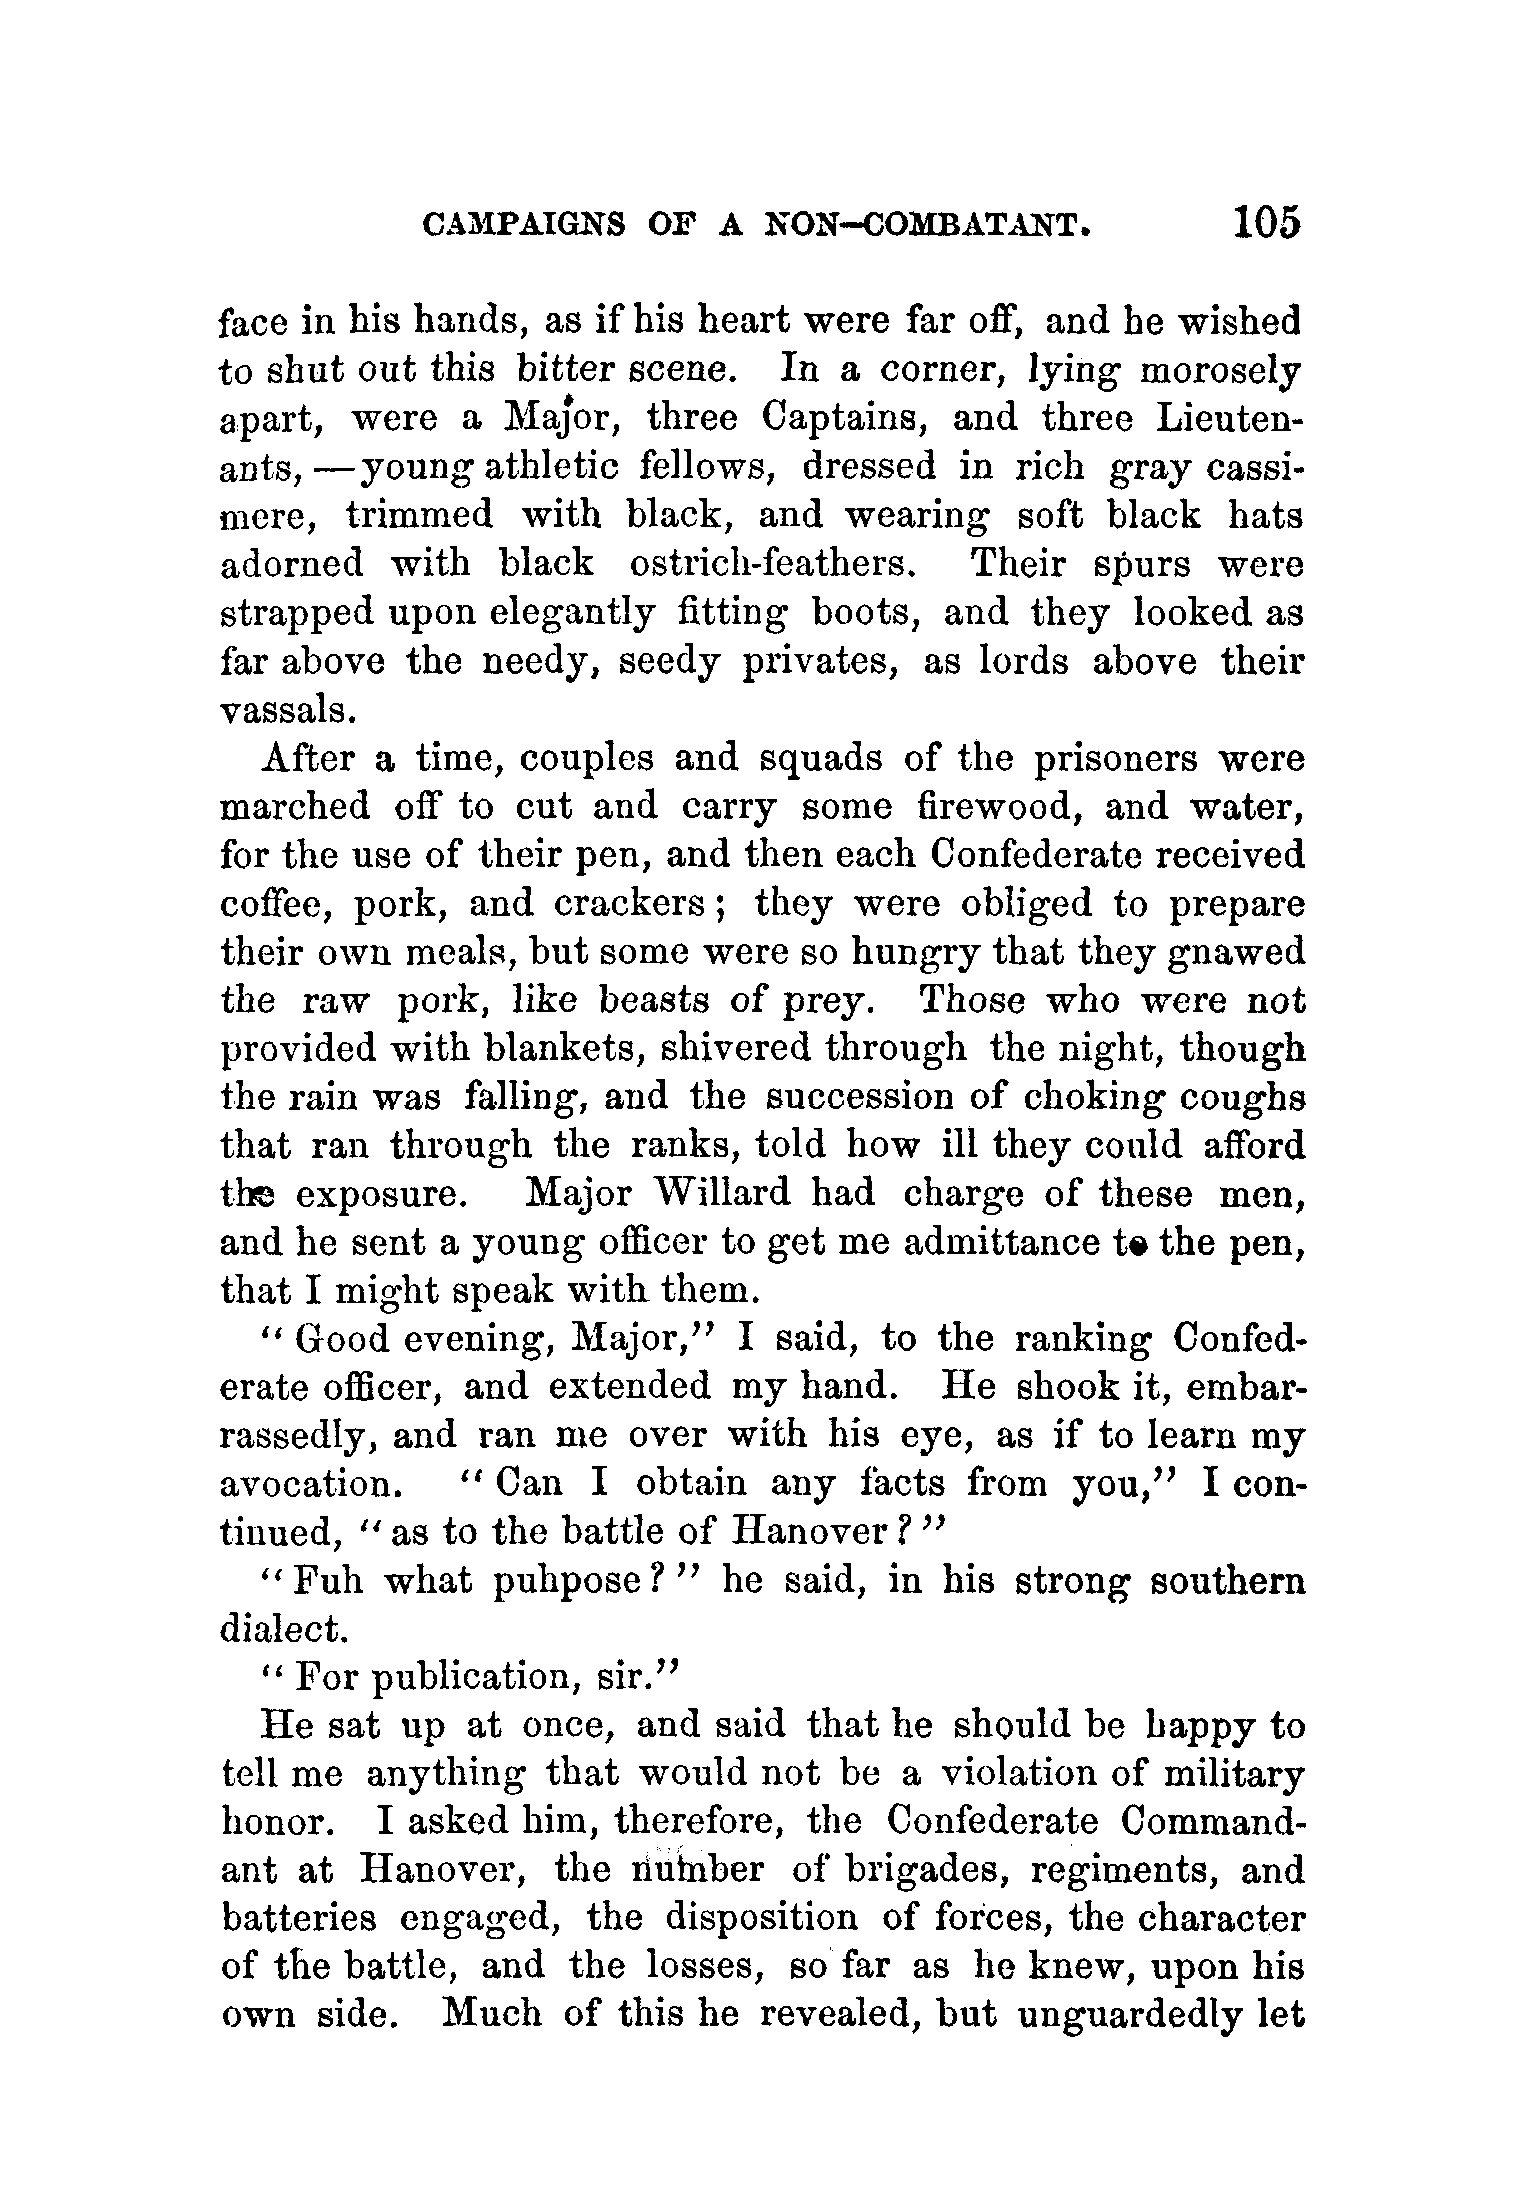 CAMPAIGNS OF A NON-COMBATANT. 105
face in his hands, as if his heart were far off, and he wished
to shut out this bitter scene. In a corner, lying morosely
apart, were a Major, three Captains, and three Lieuten-
ants, —young athletic fellows, dressed in rich gray cassi-
mere, trimmed with black, and wearing soft black hats
adorned with black ostrich-feathers. Their spurs were
strapped upon elegantly fitting boots, and they looked as
far above the needy, seedy privates, as lords above their
vassals.
After a time, couples and squads of the prisoners were
marched off to cut and carry some firewood, and water,
for the use of their pen, and then each Confederate received
coffee, pork, and crackers; they were obliged to prepare
their own meals, but some were so hungry that they gnawed
the raw pork, like beasts of prey. Those who were not
provided with blankets, shivered through the night, though
the rain was falling, and the succession of choking coughs
that ran through the ranks, told how ill they could afford
the exposure. Major Willard had charge of these men,
and he sent a young officer to get me admittance to the pen,
that I might speak with them.
"Good evening, Major," I said, to the ranking Confed-
erate officer, and extended my hand. He shook it, embar-
rassedly, and ran me over with his eye, as if to learn my
avocation. "Can I obtain any facts from you," I con-
tinued, "as to the battle of Hanover?"
"Fuh what puhpose?" he said, in his strong southern
dialect.
"For publication, sir."
He sat up at once, and said that he should be happy to
tell me anything that would not be a violation of military
honor. I asked him, therefore, the Confederate Command-
ant at Hanover, the number of brigades, regiments, and
batteries engaged, the disposition of forces, the character
of the battle, and the losses, so far as he knew, upon his
own side. Much of this he revealed, but unguardedly let